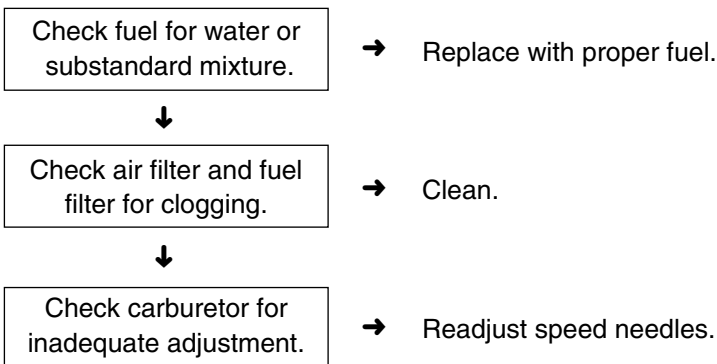 Check fuel for water or
substandard mixture.
➜ Replace with proper fuel.
Check air filter and fuel
filter for clogging.
➜ Clean.
Check carburetor for
inadequate adjustment.
➜ Readjust speed needles.